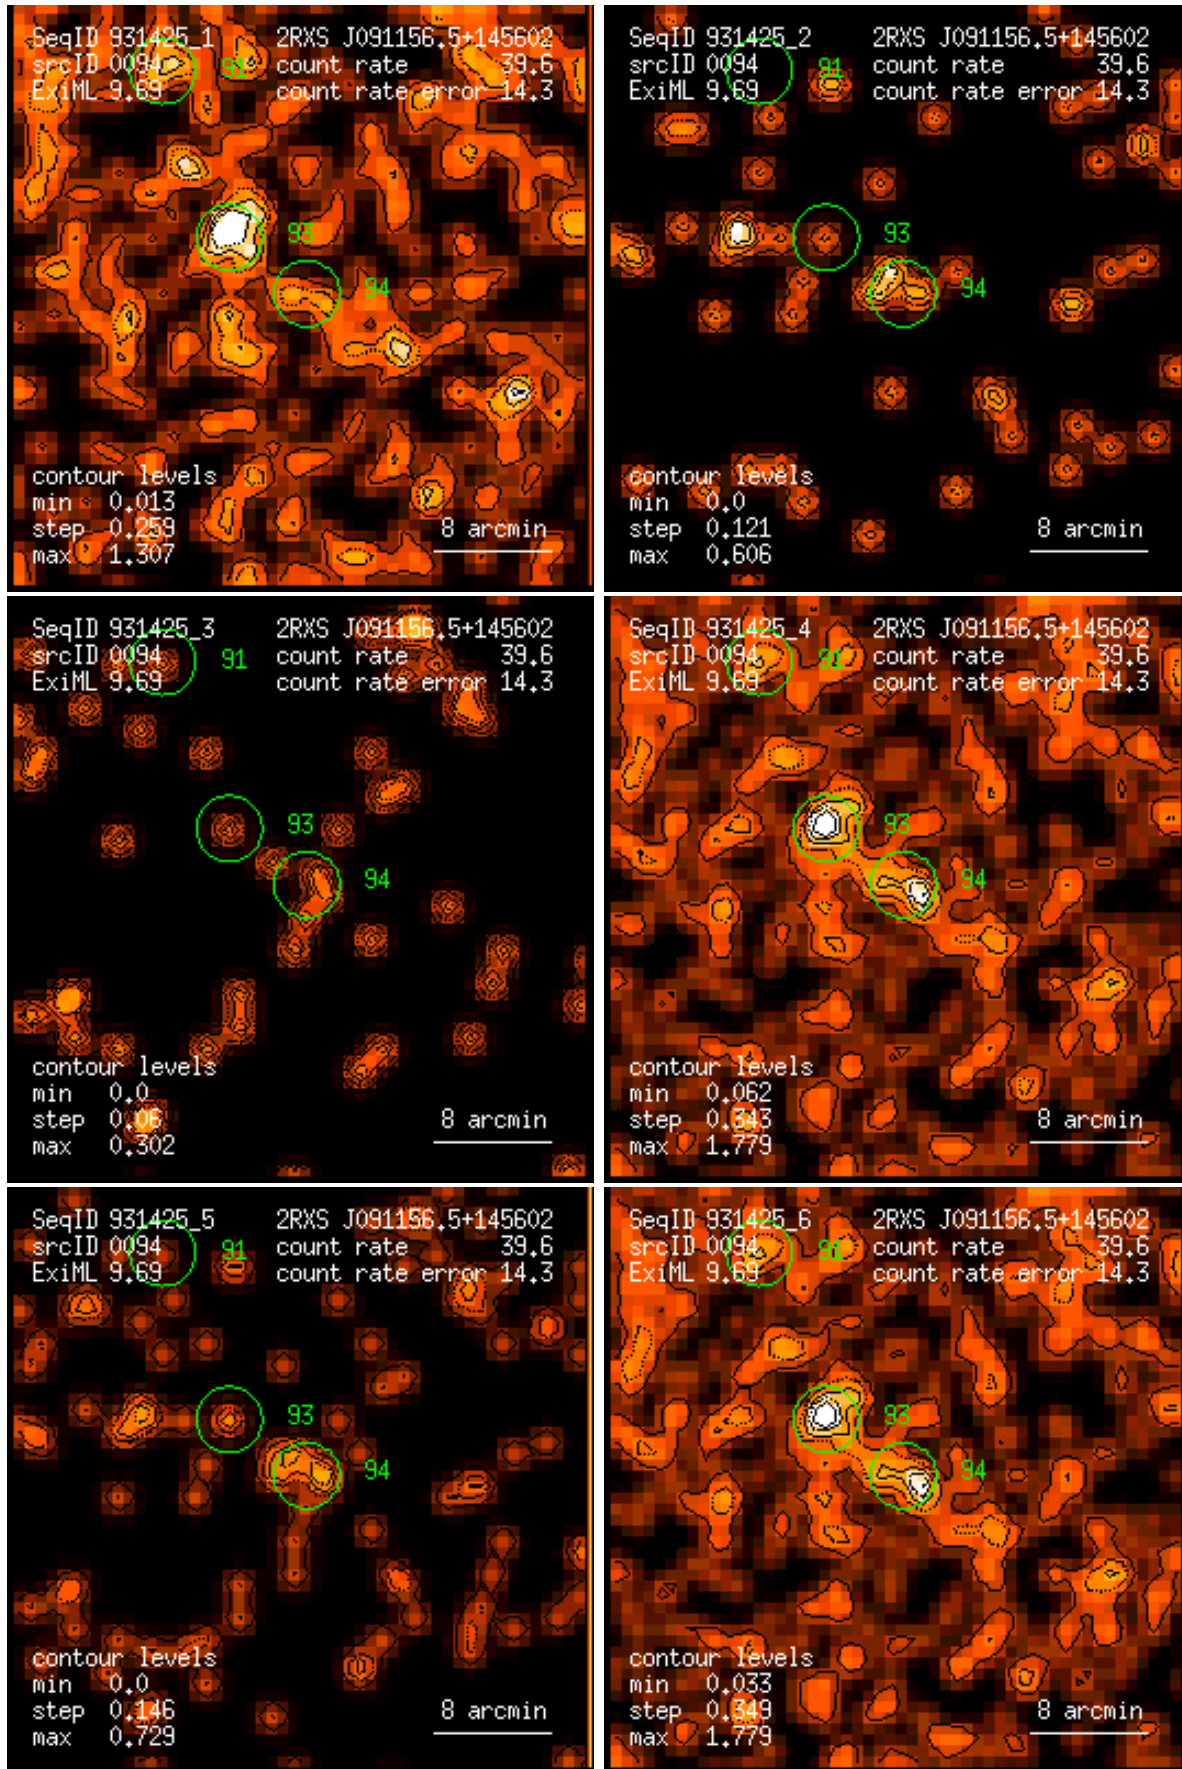 SeqID 931425_1 2RXS J091156.5+145602
srcID 0094 91 count rate 39.6
ExiML 9.69 count rate error 14.3
93
94
contour levels
min 0.013
step 0.259 8 arcmin
max 1.307
SeqID 931425_2 2RXS J091156.5+145602
srcID 0094 91 count rate 39.6
ExiML 9.69 count rate error 14.3
93
94
contour levels
min 0.0
step 0.121 8 arcmin
max 0.606
SeqID 931425_3 2RXS J091156.5+145602
srcID 0094 91 count rate 39.6
ExiML 9.69 count rate error 14.3
93
94
contour levels
min 0.0
step 0.06 8 arcmin
max 0.302
SeqID 931425_4 2RXS J091156.5+145602
srcID 0094 91 count rate 39.6
ExiML 9.69 count rate error 14.3
93
94
contour levels
min 0.062
step 0.343 8 arcmin
max 1.779
SeqID 931425_5 2RXS J091156.5+145602
srcID 0094 91 count rate 39.6
ExiML 9.69 count rate error 14.3
93
94
contour levels
min 0.0
step 0.146 8 arcmin
max 0.729
SeqID 931425_6 2RXS J091156.5+145602
srcID 0094 91 count rate 39.6
ExiML 9.69 count rate error 14.3
93
94
contour levels
min 0.033
step 0.349 8 arcmin
max 1.779